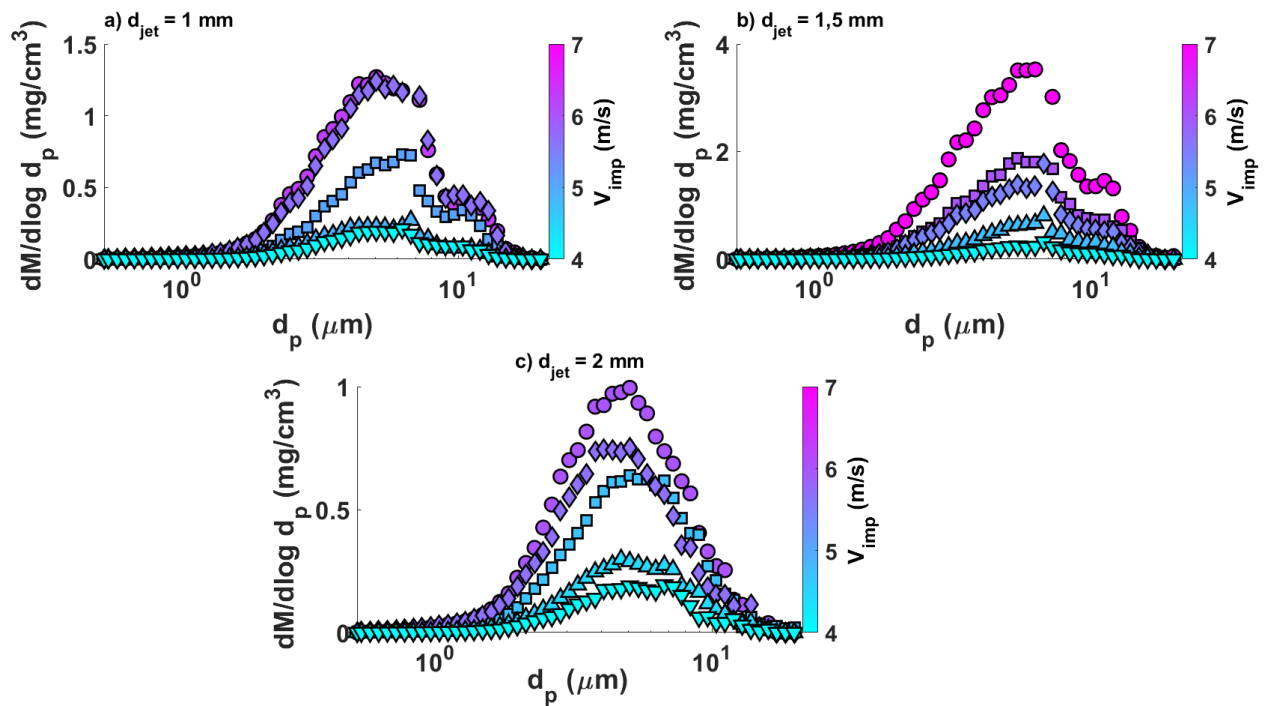 a) d_jet = 1 mm
dM/dlog d_p (mg/cm^3)
1.5
1
0.5
0
10^0
10^1
d_p (μm)
7
6
5
4
V_imp (m/s)
b) d_jet = 1,5 mm
dM/dlog d_p (mg/cm^3)
4
2
0
10^0
10^1
d_p (μm)
7
6
5
4
V_imp (m/s)
c) d_jet = 2 mm
dM/dlog d_p (mg/cm^3)
1
0.5
0
10^0
10^1
d_p (μm)
7
6
5
4
V_imp (m/s)